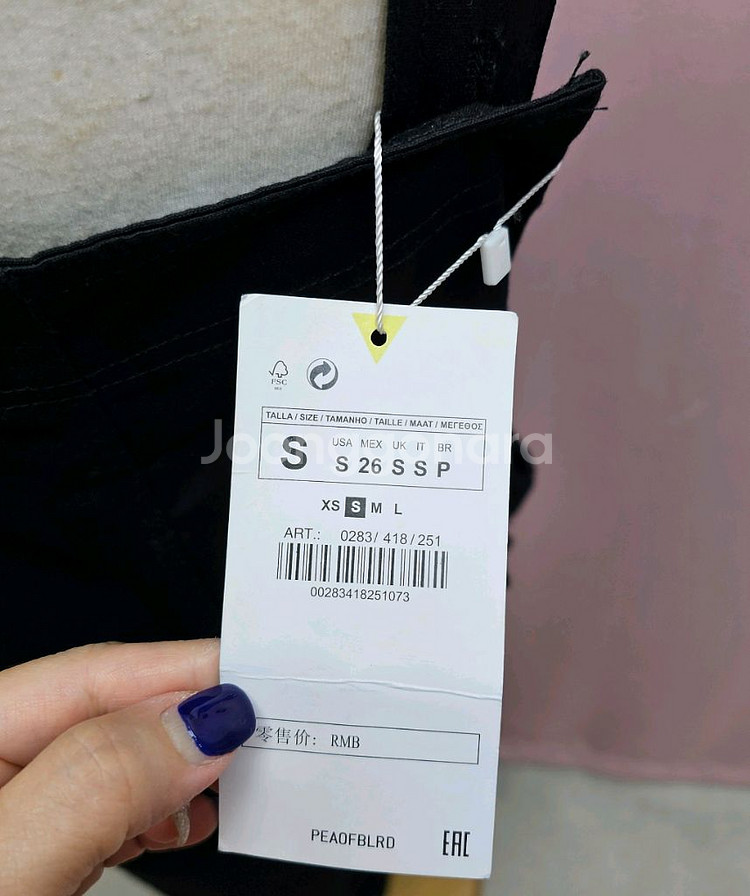 FSC
TALLA / SIZE / TAMANHO / TAILLE / MAAT / ΜΕΓΕΘΟΣ
S
USA MEX UK IT BR
S 26 S S P
XS S M L
ART.: 0283/ 418 / 251
00283418251073
零售价: RMB
PEAOFBLRD
EAC
Joonggonara